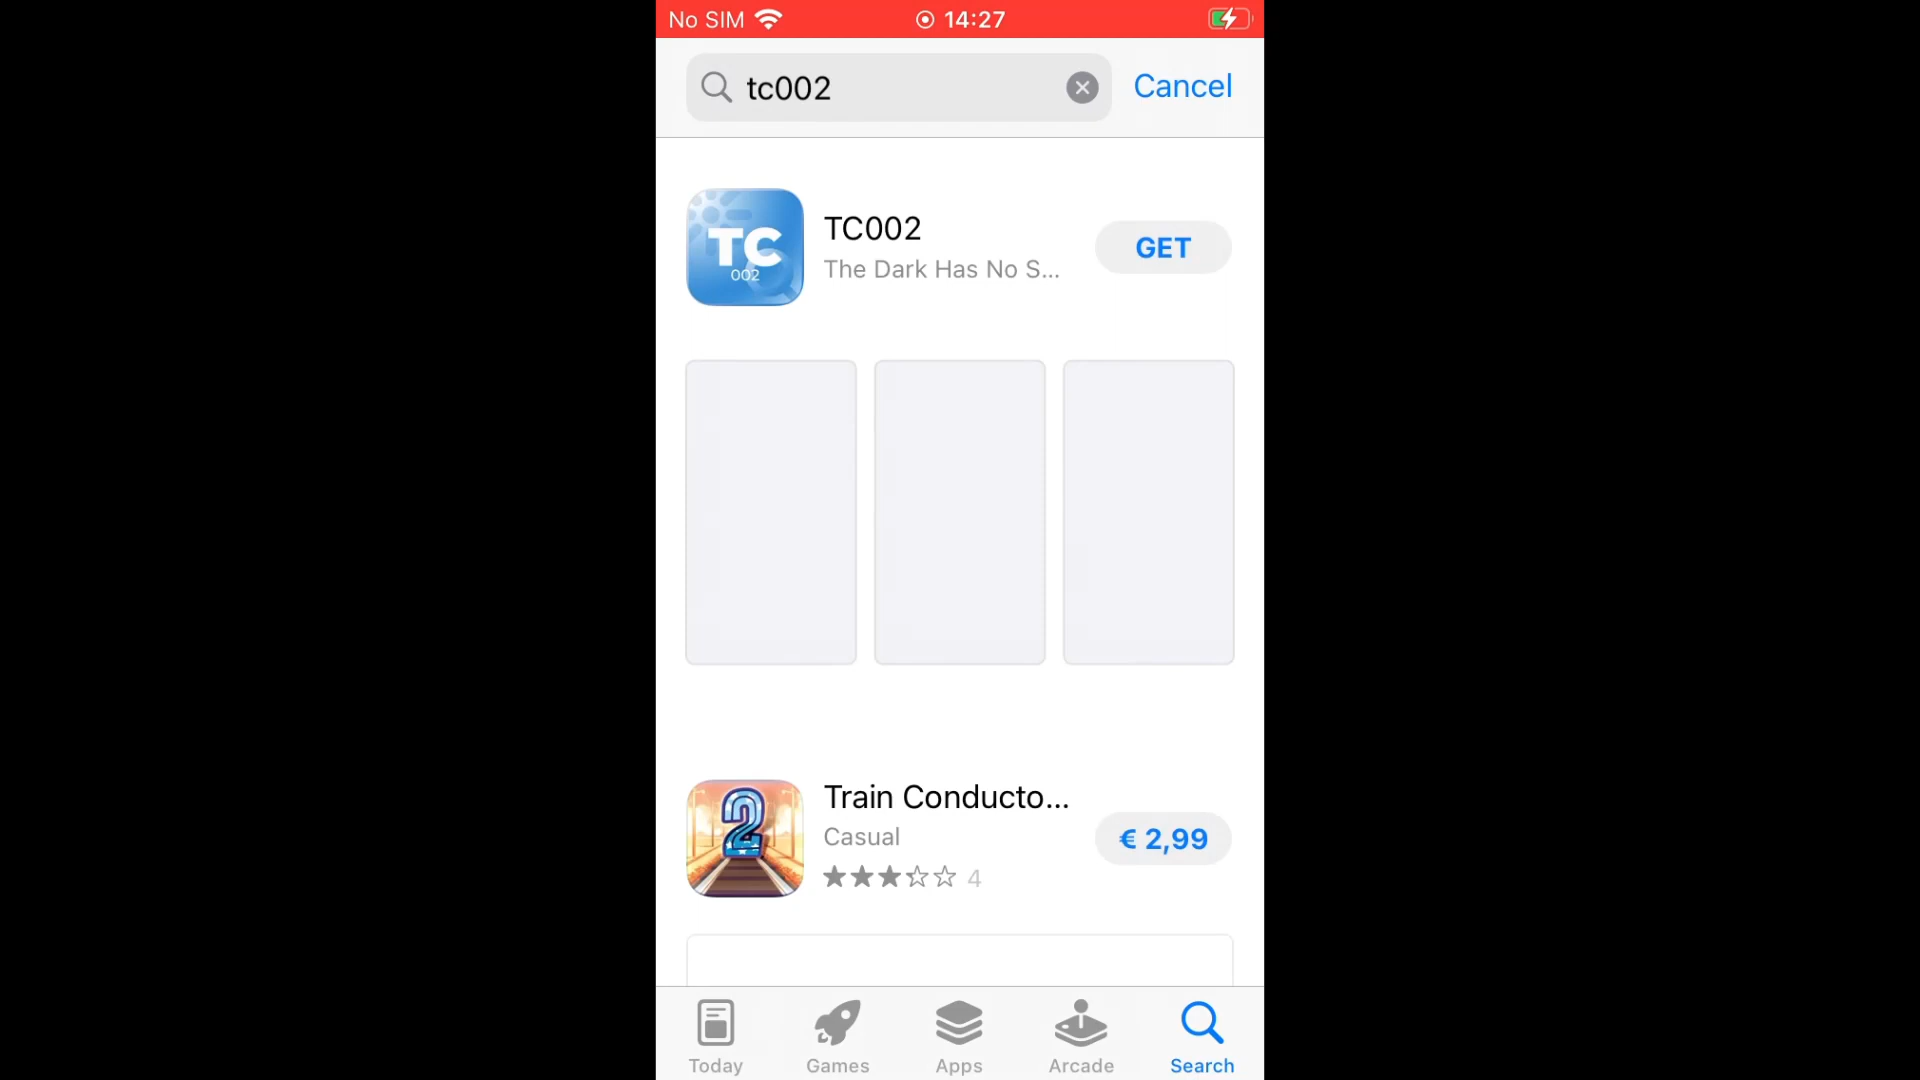 No SIM 14:27
tc002 Cancel
TC
002
TC002
The Dark Has No S...
GET
Train Conducto...
Casual
4
€ 2,99
2
Today Games Apps Arcade Search